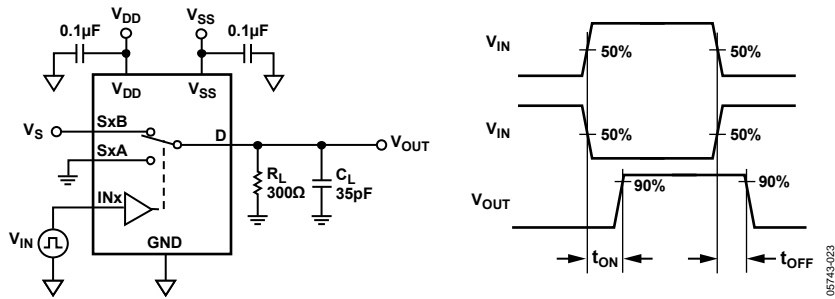 VDD
VSS
0.1µF
0.1µF
VDD
VSS
VS
SxB
SxA
D
VOUT
RL
300Ω
CL
35pF
INx
VIN
GND
VIN
50%
50%
VIN
50%
50%
VOUT
90%
90%
tON
tOFF
05743-023